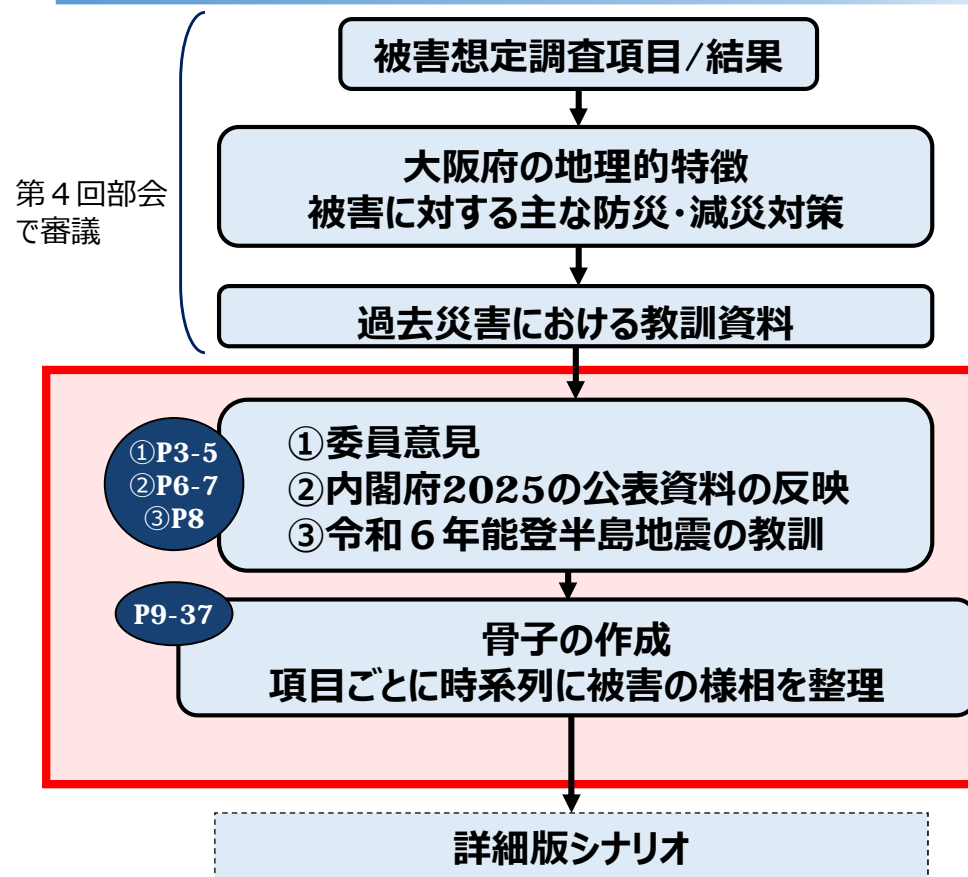 被害想定調査項目/結果
大阪府の地理的特徴
被害に対する主な防災・減災対策
第４回部会
で審議
過去災害における教訓資料
①P3-5
②P6-7
③P8
①委員意見
②内閣府2025の公表資料の反映
③令和６年能登半島地震の教訓
P9-37
骨子の作成
項目ごとに時系列に被害の様相を整理
詳細版シナリオ